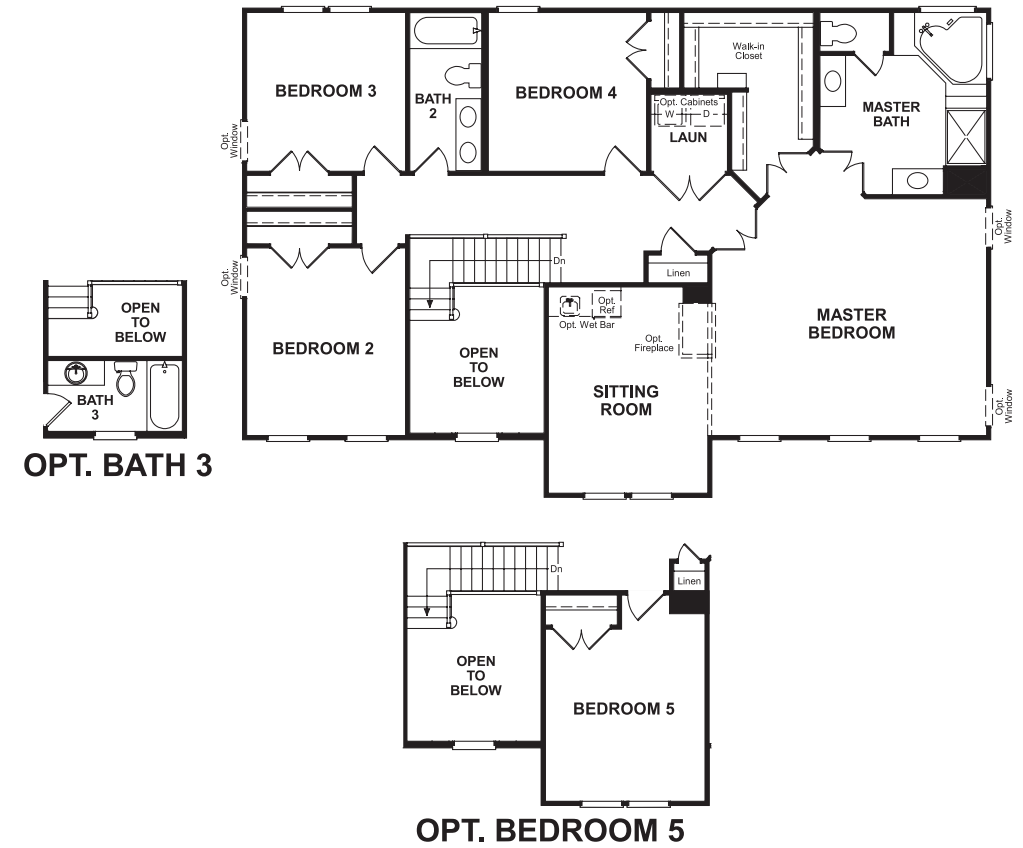 BEDROOM 3
BATH
2
BEDROOM 4
Walk-in
Closet
Opt. Cabinets
W
D
LAUN
MASTER
BATH
Opt.
Window
Opt.
Window
Opt.
Window
Opt.
Window
Dn
Linen
BEDROOM 2
OPEN
TO
BELOW
Opt.
Ref
Opt. Wet Bar
Opt.
Fireplace
SITTING
ROOM
MASTER
BEDROOM
OPEN
TO
BELOW
BATH
3
OPT. BATH 3
Dn
Linen
OPEN
TO
BELOW
BEDROOM 5
OPT. BEDROOM 5